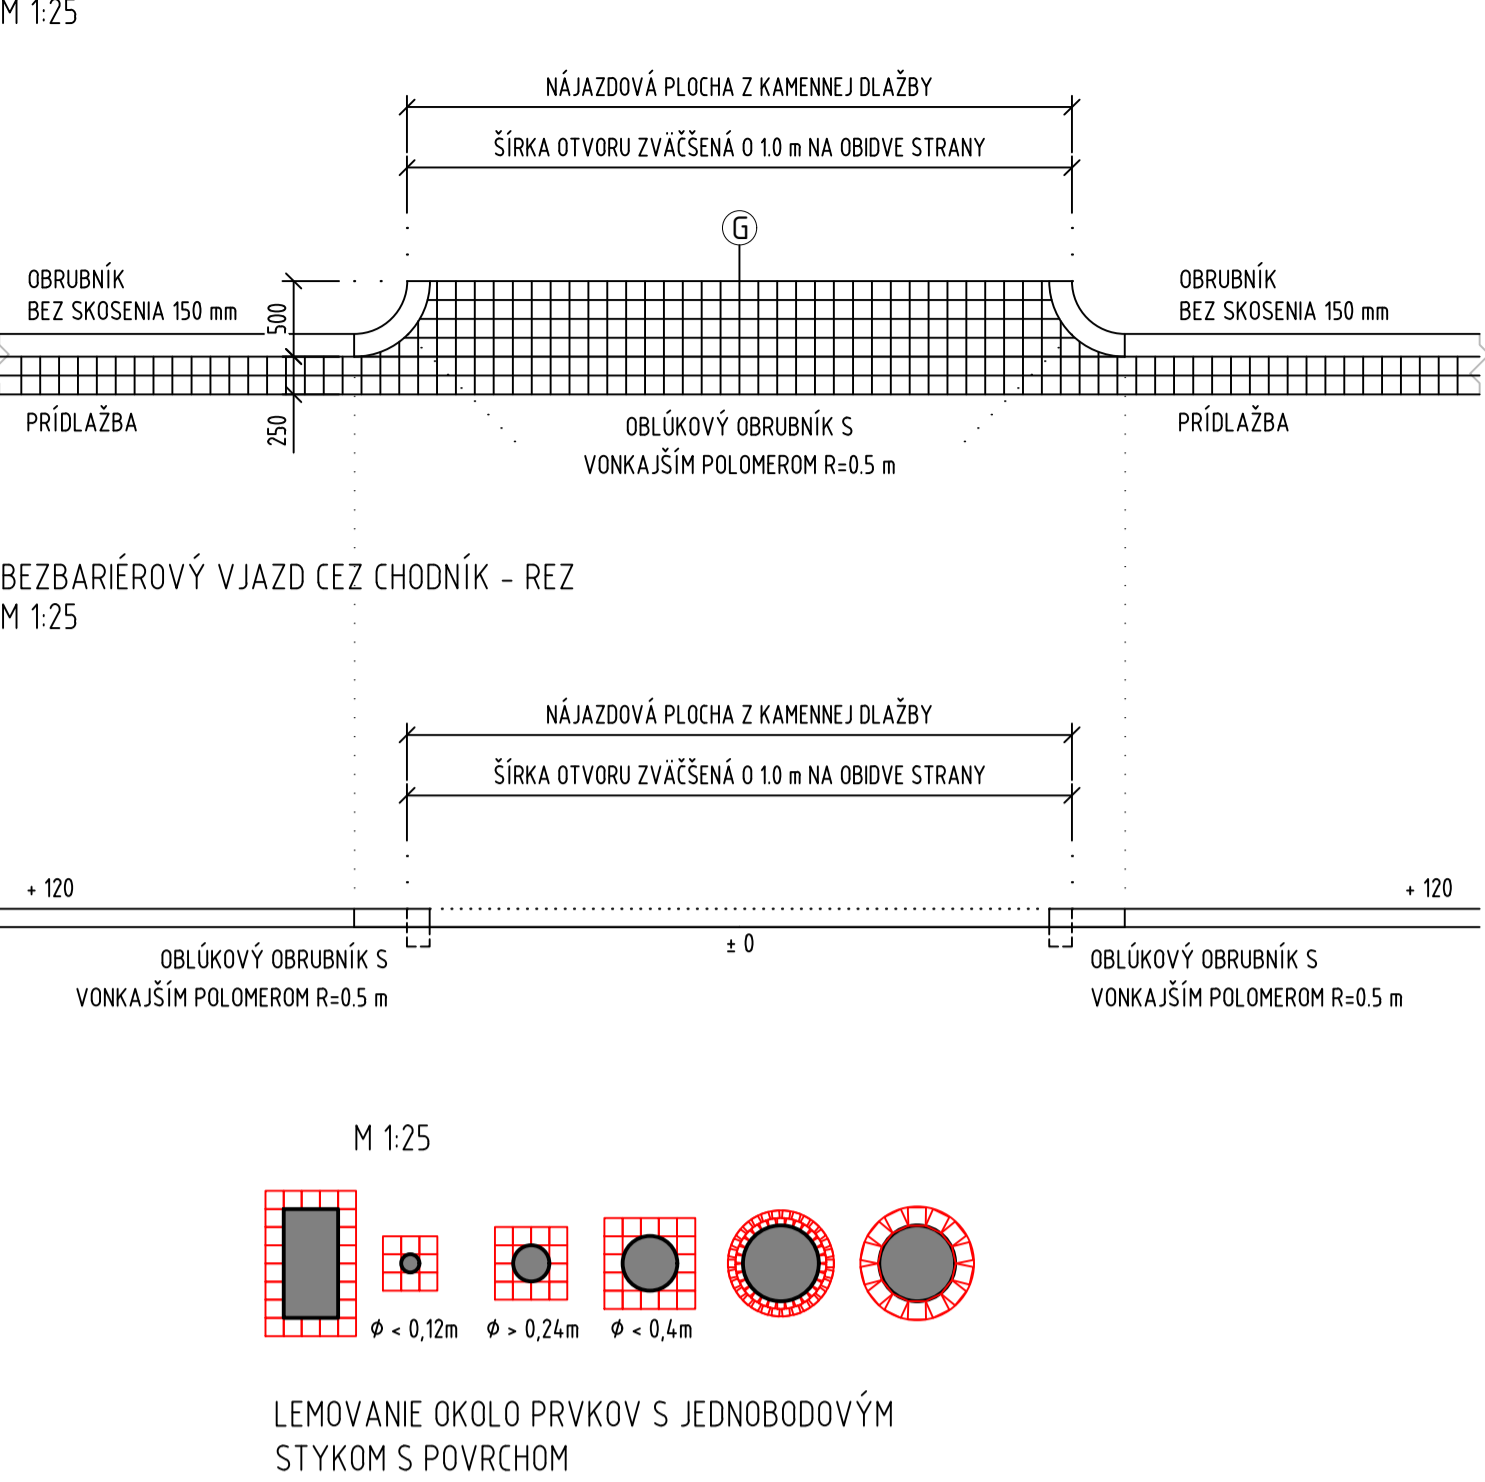 M 1:25
NÁJAZDOVÁ PLOCHA Z KAMENNEJ DLAŽBY
ŠÍRKA OTVORU ZVÄČŠENÁ O 1.0 m NA OBIDVE STRANY
G
OBRUBNÍK
BEZ SKOSENIA 150 mm
500
OBRUBNÍK
BEZ SKOSENIA 150 mm
PRÍDLAŽBA
250
OBLÚKOVÝ OBRUBNÍK S
VONKAJŠÍM POLOMEROM R=0.5 m
PRÍDLAŽBA
BEZBARIÉROVÝ VJAZD CEZ CHODNÍK - REZ
M 1:25
NÁJAZDOVÁ PLOCHA Z KAMENNEJ DLAŽBY
ŠÍRKA OTVORU ZVÄČŠENÁ O 1.0 m NA OBIDVE STRANY
+ 120
+ 120
± 0
OBLÚKOVÝ OBRUBNÍK S
VONKAJŠÍM POLOMEROM R=0.5 m
OBLÚKOVÝ OBRUBNÍK S
VONKAJŠÍM POLOMEROM R=0.5 m
M 1:25
Ø < 0,12m
Ø > 0,24m
Ø < 0,4m
LEMOVANIE OKOLO PRVKOV S JEDNOBODOVÝM
STYKOM S POVRCHOM